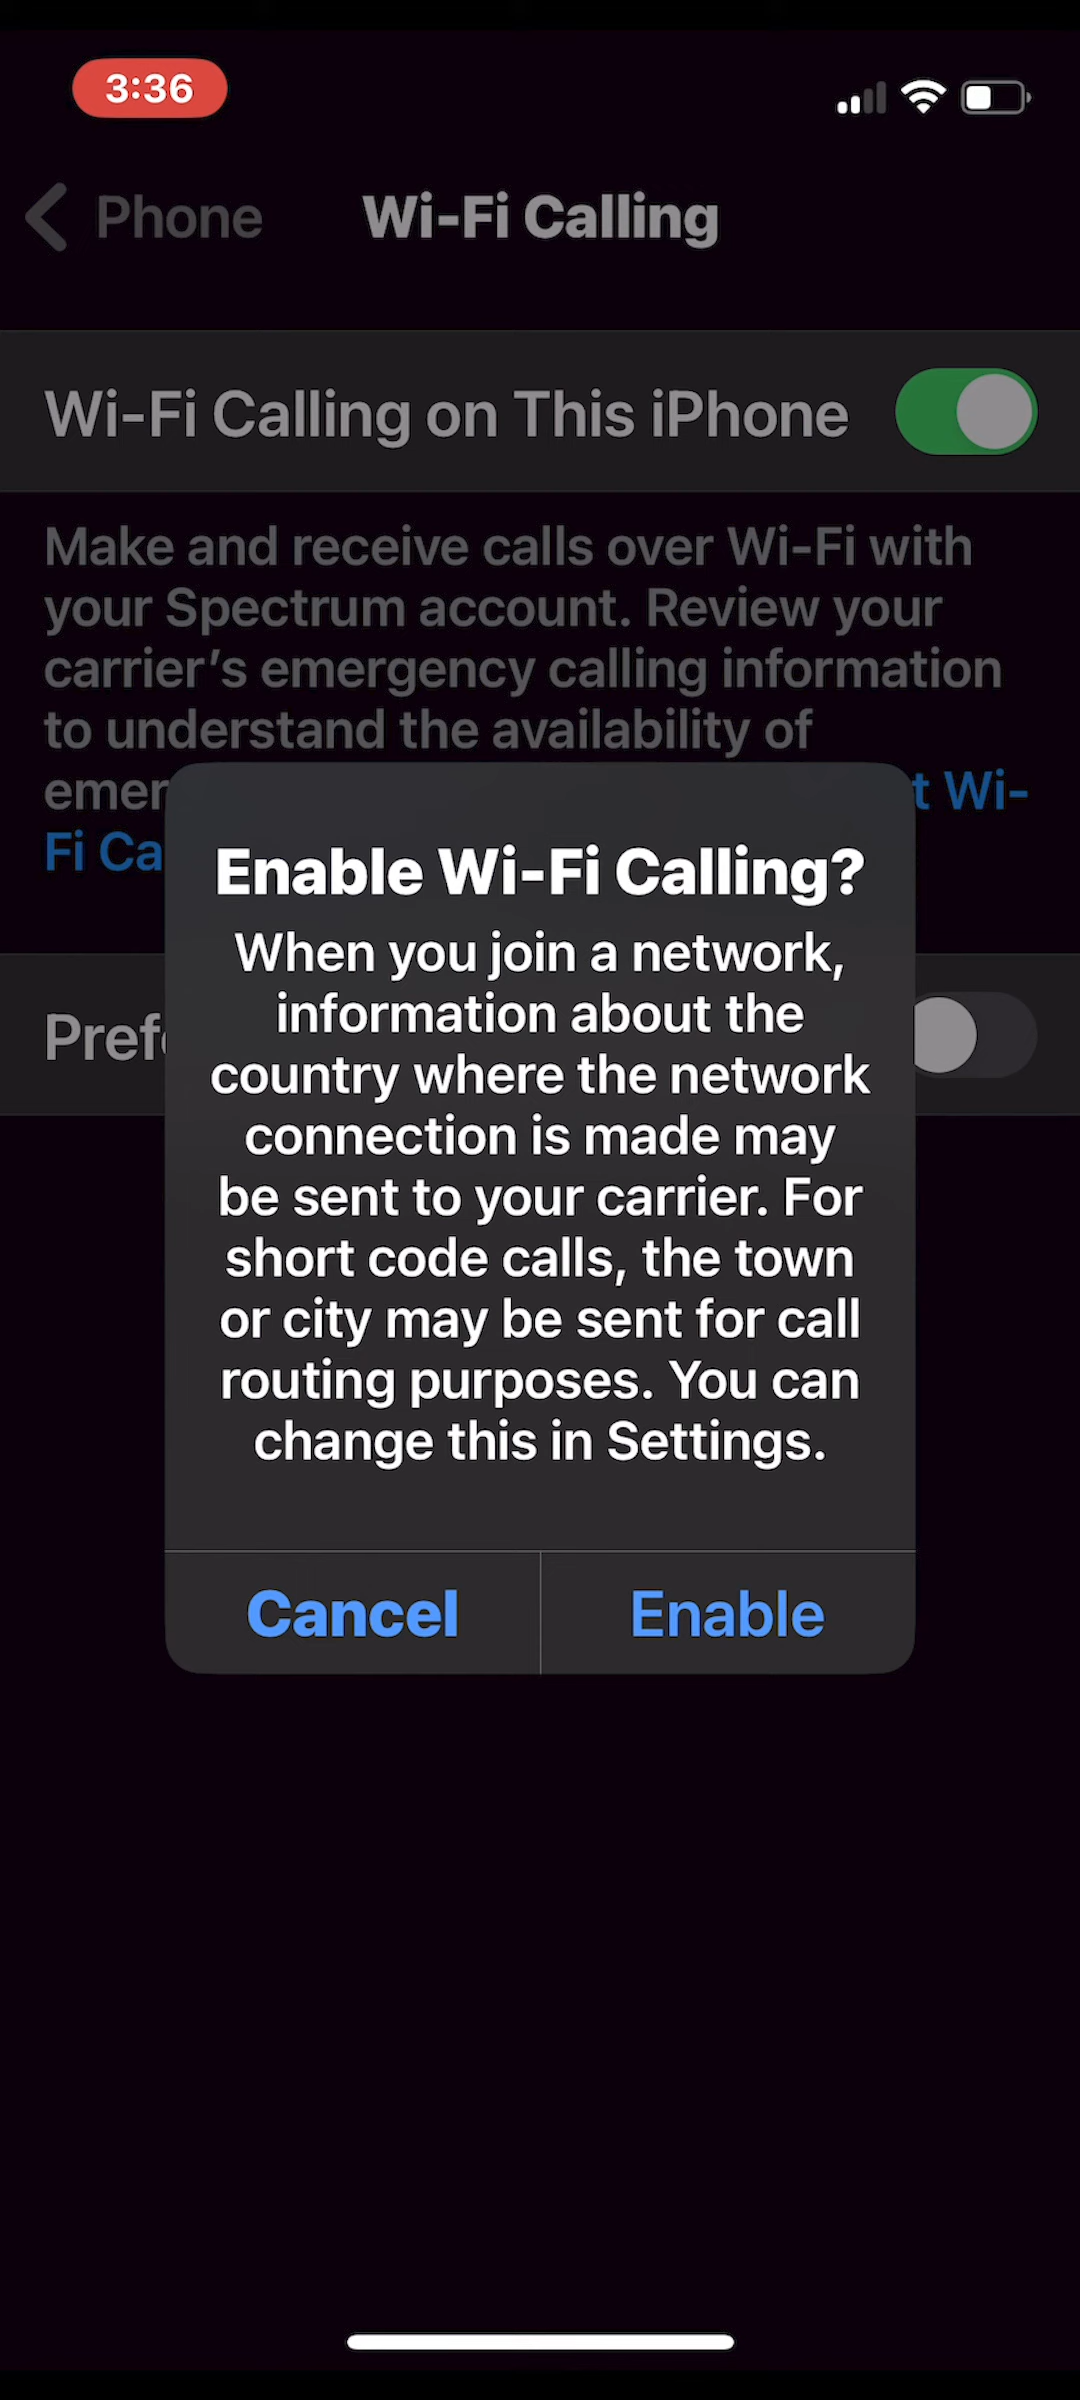 3:36
Phone
Wi-Fi Calling
Wi-Fi Calling on This iPhone
Make and receive calls over Wi-Fi with
your Spectrum account. Review your
carrier's emergency calling information
to understand the availability of
Wi-
Fi
Enable Wi-Fi Calling?
When you join a network,
information about the
country where the network
connection is made may
be sent to your carrier. For
short code calls, the town
or city may be sent for call
routing purposes. You can
change this in Settings.
Cancel
Enable